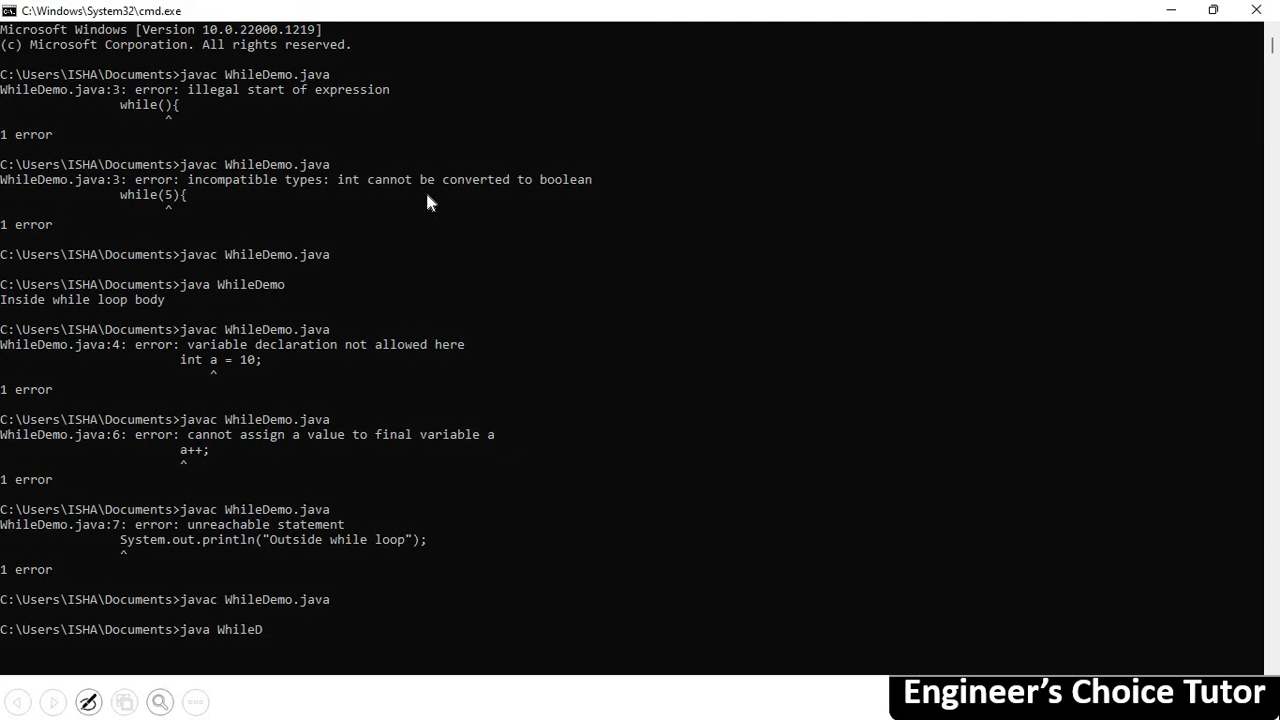 C:\Windows\System32\cmd.exe
Microsoft Windows [Version 10.0.22000.1219]
(c) Microsoft Corporation. All rights reserved.
C:\Users\ISHA\Documents>javac WhileDemo.java
WhileDemo.java:3: error: illegal start of expression
while(){
^
1 error
C:\Users\ISHA\Documents>javac WhileDemo.java
WhileDemo.java:3: error: incompatible types: int cannot be converted to boolean
while(5){
^
1 error
C:\Users\ISHA\Documents>javac WhileDemo.java
C:\Users\ISHA\Documents>java WhileDemo
Inside while loop body
C:\Users\ISHA\Documents>javac WhileDemo.java
WhileDemo.java:4: error: variable declaration not allowed here
int a = 10;
^
1 error
C:\Users\ISHA\Documents>javac WhileDemo.java
WhileDemo.java:6: error: cannot assign a value to final variable a
a++;
^
1 error
C:\Users\ISHA\Documents>javac WhileDemo.java
WhileDemo.java:7: error: unreachable statement
System.out.println("Outside while loop");
^
1 error
C:\Users\ISHA\Documents>javac WhileDemo.java
C:\Users\ISHA\Documents>java WhileD
Engineer's Choice Tutor